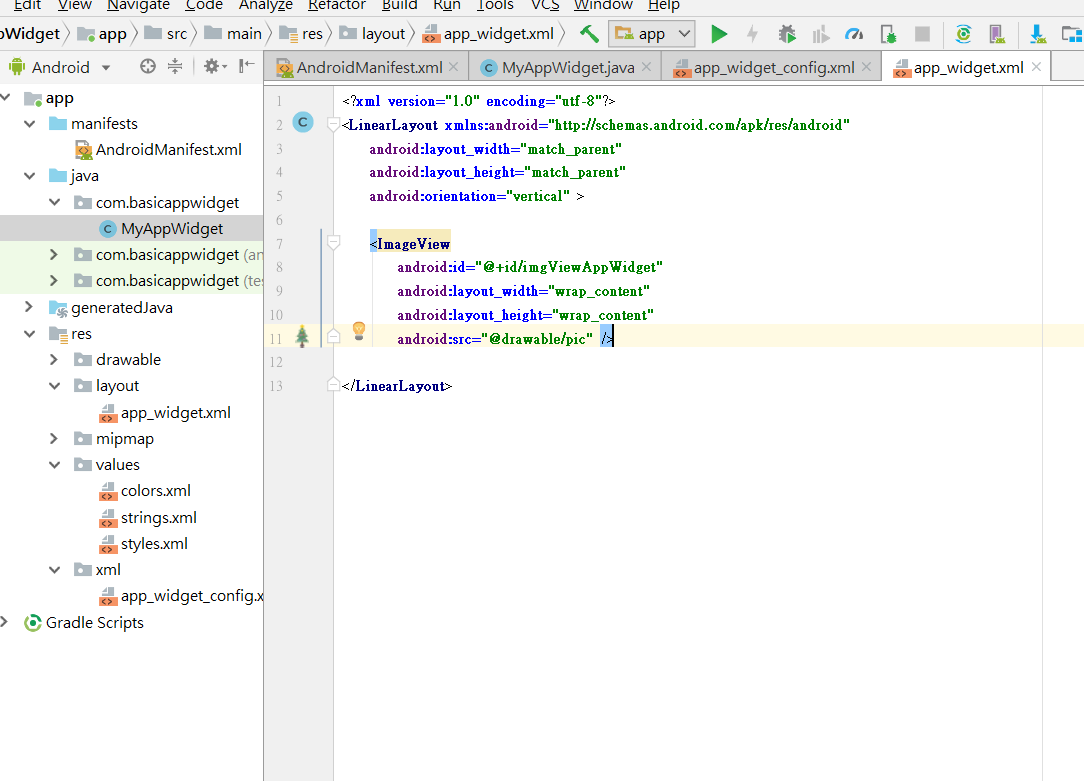 Edit View Navigate Code Analyze Refactor Build Run Tools VCS Window Help
pWidget app src main res layout app_widget.xml app
Android AndroidManifest.xml MyAppWidget.java app_widget_config.xml app_widget.xml
app
manifests
AndroidManifest.xml
java
com.basicappwidget
MyAppWidget
com.basicappwidget (an
com.basicappwidget (tes
generatedJava
res
drawable
layout
app_widget.xml
mipmap
values
colors.xml
strings.xml
styles.xml
xml
app_widget_config.x
Gradle Scripts
1 <?xml version="1.0" encoding="utf-8"?>
2 <LinearLayout xmlns:android="http://schemas.android.com/apk/res/android"
3 android:layout_width="match_parent"
4 android:layout_height="match_parent"
5 android:orientation="vertical" >
6
7 <ImageView
8 android:id="@+id/imgViewAppWidget"
9 android:layout_width="wrap_content"
10 android:layout_height="wrap_content"
11 android:src="@drawable/pic" />
12
13 </LinearLayout>